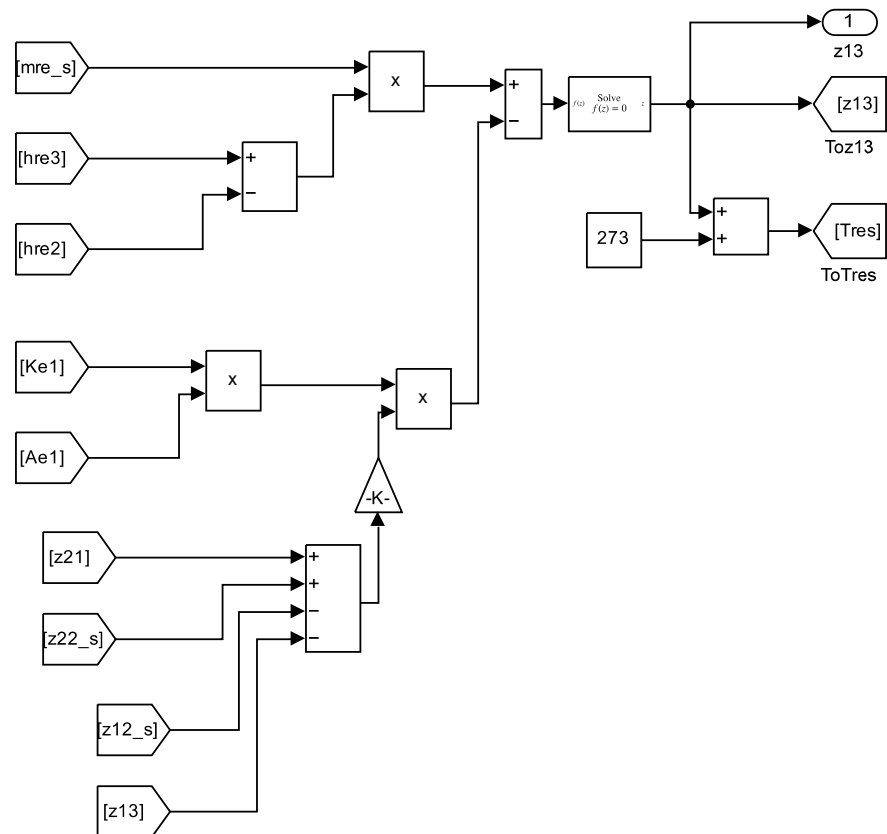 1
z13
[mre_s]
x
+
−
Solve
f(z) = 0
f(z)
z
[z13]
Toz13
[hre3]
+
−
[hre2]
273
+
+
[Tres]
ToTres
[Ke1]
x
x
[Ae1]
-K-
[z21]
+
+
−
−
[z22_s]
[z12_s]
[z13]